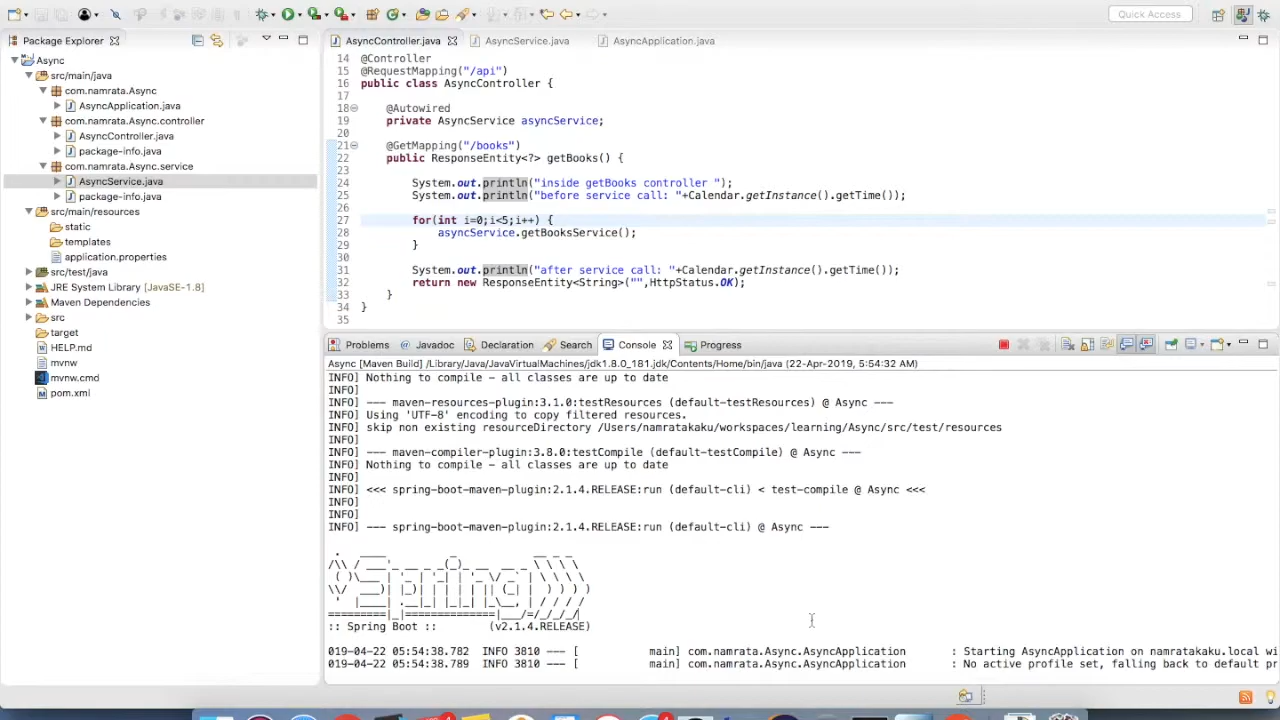 Quick Access
Package Explorer
Async
src/main/java
com.namrata.Async
AsyncApplication.java
com.namrata.Async.controller
AsyncController.java
package-info.java
com.namrata.Async.service
AsyncService.java
package-info.java
src/main/resources
static
templates
application.properties
src/test/java
JRE System Library [JavaSE-1.8]
Maven Dependencies
src
target
HELP.md
mvnw
mvnw.cmd
pom.xml
AsyncController.java AsyncService.java AsyncApplication.java
14 @Controller
15 @RequestMapping("/api")
16 public class AsyncController {
17
18 @Autowired
19 private AsyncService asyncService;
20
21 @GetMapping("/books")
22 public ResponseEntity<?> getBooks() {
23
24 System.out.println("inside getBooks controller ");
25 System.out.println("before service call: "+Calendar.getInstance().getTime());
26
27 for(int i=0;i<5;i++) {
28 asyncService.getBooksService();
29 }
30
31 System.out.println("after service call: "+Calendar.getInstance().getTime());
32 return new ResponseEntity<String>("",HttpStatus.OK);
33 }
34 }
35
Problems Javadoc Declaration Search Console Progress
Async [Maven Build] /Library/Java/JavaVirtualMachines/jdk1.8.0_181.jdk/Contents/Home/bin/java (22-Apr-2019, 5:54:32 AM)
INFO] Nothing to compile - all classes are up to date
INFO]
INFO] --- maven-resources-plugin:3.1.0:testResources (default-testResources) @ Async ---
INFO] Using 'UTF-8' encoding to copy filtered resources.
INFO] skip non existing resourceDirectory /Users/namratakaku/workspaces/learning/Async/src/test/resources
INFO]
INFO] --- maven-compiler-plugin:3.8.0:testCompile (default-testCompile) @ Async ---
INFO] Nothing to compile - all classes are up to date
INFO]
INFO] <<< spring-boot-maven-plugin:2.1.4.RELEASE:run (default-cli) < test-compile @ Async <<<
INFO]
INFO]
INFO] --- spring-boot-maven-plugin:2.1.4.RELEASE:run (default-cli) @ Async ---
:: Spring Boot :: (v2.1.4.RELEASE)
019-04-22 05:54:38.782 INFO 3810 --- [ main] com.namrata.Async.AsyncApplication : Starting AsyncApplication on namratakaku.local wi
019-04-22 05:54:38.789 INFO 3810 --- [ main] com.namrata.Async.AsyncApplication : No active profile set, falling back to default pr